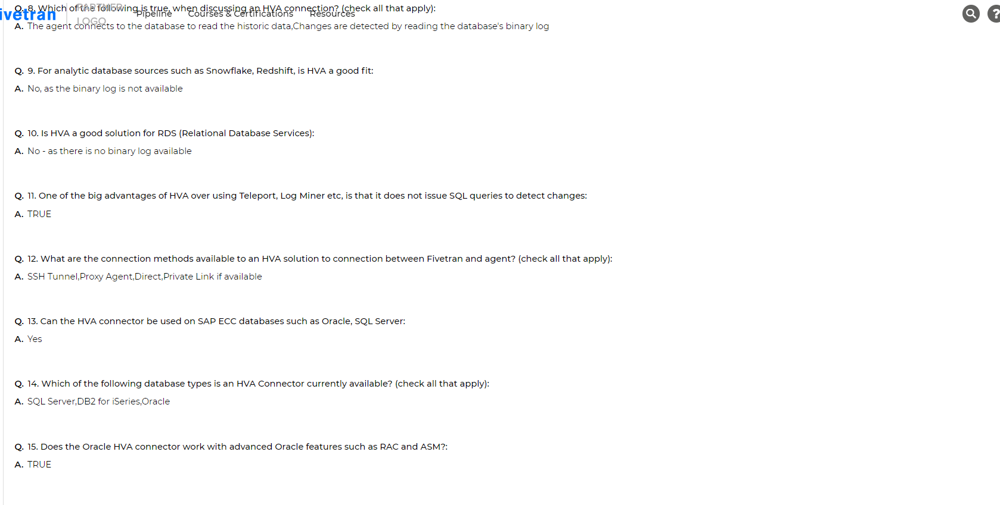 ivetran
PARTNER
LOGO
Pipeline Courses & Certifications Resources
?
Q. 8. Which of the following is true, when discussing an HVA connection? (check all that apply):
A. The agent connects to the database to read the historic data,Changes are detected by reading the database's binary log
Q. 9. For analytic database sources such as Snowflake, Redshift, is HVA a good fit:
A. No, as the binary log is not available
Q. 10. Is HVA a good solution for RDS (Relational Database Services):
A. No - as there is no binary log available
Q. 11. One of the big advantages of HVA over using Teleport, Log Miner etc, is that it does not issue SQL queries to detect changes:
A. TRUE
Q. 12. What are the connection methods available to an HVA solution to connection between Fivetran and agent? (check all that apply):
A. SSH Tunnel,Proxy Agent,Direct,Private Link if available
Q. 13. Can the HVA connector be used on SAP ECC databases such as Oracle, SQL Server:
A. Yes
Q. 14. Which of the following database types is an HVA Connector currently available? (check all that apply):
A. SQL Server,DB2 for iSeries,Oracle
Q. 15. Does the Oracle HVA connector work with advanced Oracle features such as RAC and ASM?:
A. TRUE